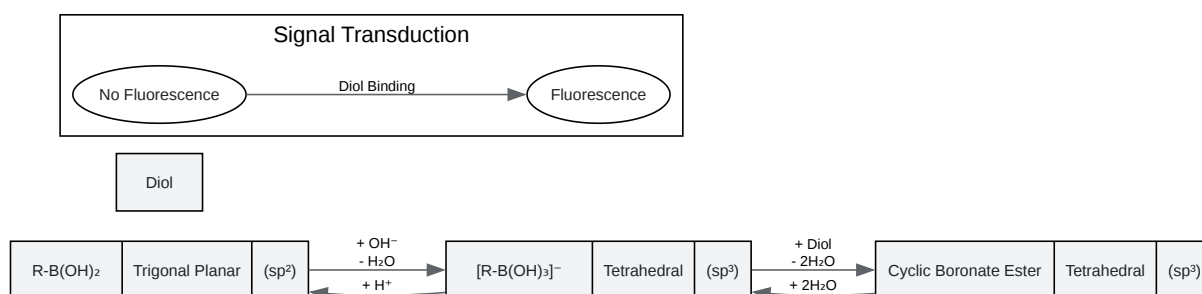 Signal Transduction
No Fluorescence
Diol Binding
Fluorescence
Diol
R-B(OH)₂
Trigonal Planar
(sp²)
+ OH⁻
- H₂O
+ H⁺
[R-B(OH)₃]⁻
Tetrahedral
(sp³)
+ Diol
- 2H₂O
+ 2H₂O
Cyclic Boronate Ester
Tetrahedral
(sp³)